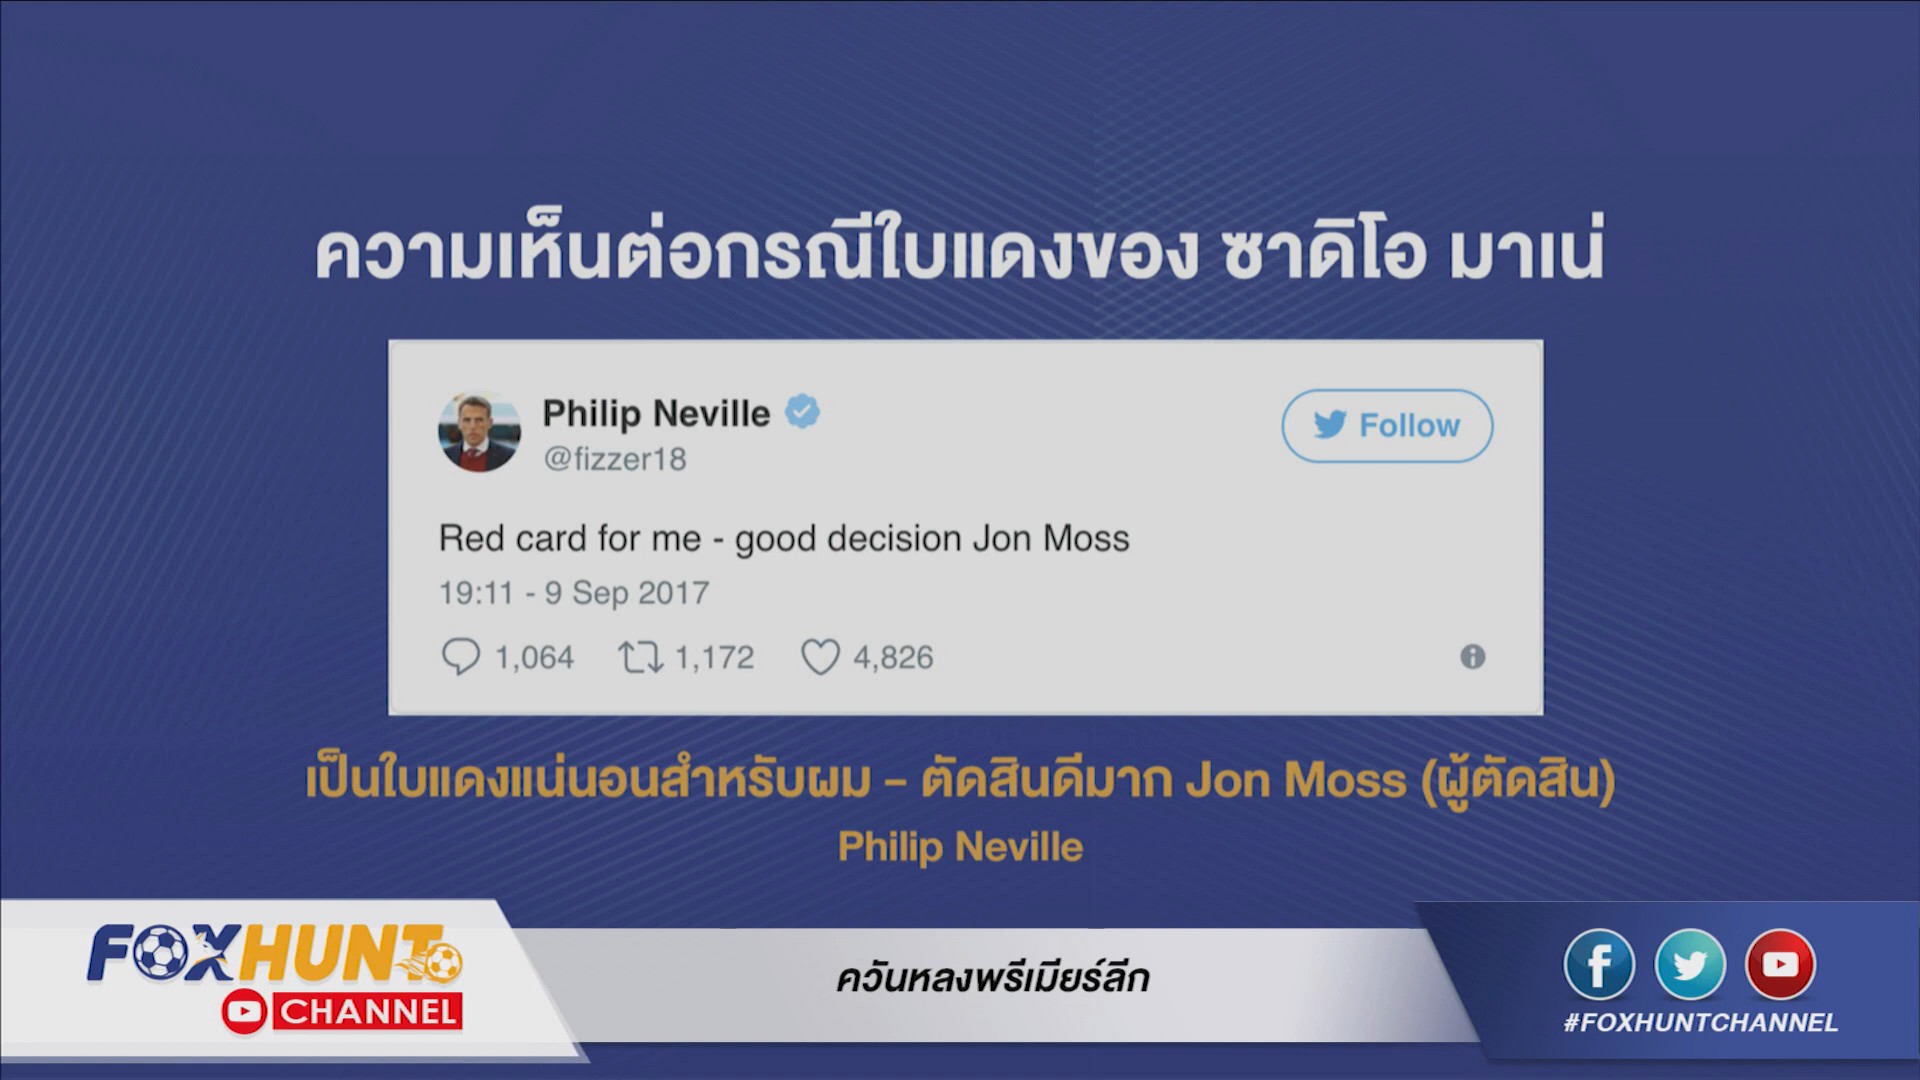 ความเห็นต่อกรณีใบแดงของ ซาดิโอ มาเน่
Philip Neville
Follow
@fizzer18
Red card for me - good decision Jon Moss
19:11 - 9 Sep 2017
1,064 1,172 4,826
เป็นใบแดงแน่นอนสำหรับผม - ตัดสินดีมาก Jon Moss (ผู้ตัดสิน)
Philip Neville
FOXHUNT
CHANNEL
ควันหลงพรีเมียร์ลีก
#FOXHUNTCHANNEL